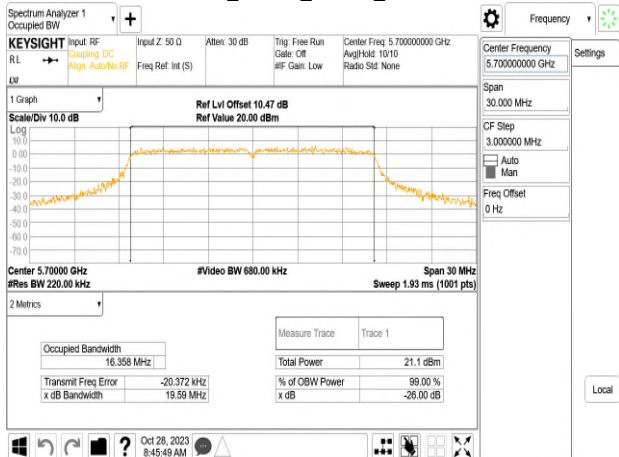 Spectrum Analyzer 1
Occupied BW
+
Frequency
KEYSIGHT Input: RF Input Z: 50 Ω Atten: 30 dB Trig: Free Run Center Freq: 5.700000000 GHz
RL Coupling: DC Gate: Off Avg|Hold: 10/10
Align: Auto/No RF Freq Ref: Int (S) #IF Gain: Low Radio Std: None
LXI
Center Frequency
5.700000000 GHz
Settings
Span
30.000 MHz
CF Step
3.000000 MHz
Auto
Man
Freq Offset
0 Hz
Local
1 Graph
Ref Lvl Offset 10.47 dB
Scale/Div 10.0 dB Ref Value 20.00 dBm
Log
10.0
0.00
-10.0
-20.0
-30.0
-40.0
-50.0
-60.0
-70.0
Center 5.70000 GHz #Video BW 680.00 kHz Span 30 MHz
#Res BW 220.00 kHz Sweep 1.93 ms (1001 pts)
2 Metrics
Measure Trace Trace 1
Occupied Bandwidth
16.358 MHz Total Power 21.1 dBm
Transmit Freq Error -20.372 kHz % of OBW Power 99.00 %
x dB Bandwidth 19.59 MHz x dB -26.00 dB
?
Oct 28, 2023
8:45:49 AM